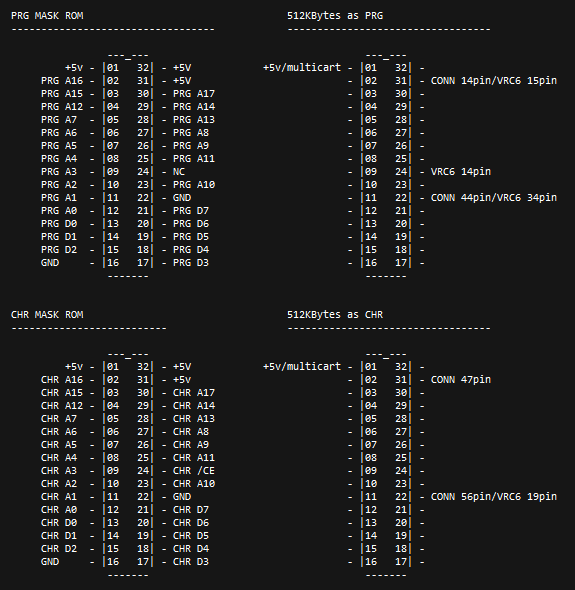 PRG MASK ROM                                  512KBytes as PRG
----------------------------------            ----------------------------------
                ---_---                                    ---_---
         +5v - |01   32| - +5V        +5v/multicart - |01   32| -
     PRG A16 - |02   31| - +5V                      - |02   31| - CONN 14pin/VRC6 15pin
     PRG A15 - |03   30| - PRG A17                  - |03   30| -
     PRG A12 - |04   29| - PRG A14                  - |04   29| -
     PRG A7  - |05   28| - PRG A13                  - |05   28| -
     PRG A6  - |06   27| - PRG A8                   - |06   27| -
     PRG A5  - |07   26| - PRG A9                   - |07   26| -
     PRG A4  - |08   25| - PRG A11                  - |08   25| -
     PRG A3  - |09   24| - NC                       - |09   24| - VRC6 14pin
     PRG A2  - |10   23| - PRG A10                  - |10   23| -
     PRG A1  - |11   22| - GND                      - |11   22| - CONN 44pin/VRC6 34pin
     PRG A0  - |12   21| - PRG D7                   - |12   21| -
     PRG D0  - |13   20| - PRG D6                   - |13   20| -
     PRG D1  - |14   19| - PRG D5                   - |14   19| -
     PRG D2  - |15   18| - PRG D4                   - |15   18| -
     GND     - |16   17| - PRG D3                   - |16   17| -
                -------                                    -------
CHR MASK ROM                                  512KBytes as CHR
--------------------------                    ----------------------------------
                ---_---                                    ---_---
         +5v - |01   32| - +5V        +5v/multicart - |01   32| -
     CHR A16 - |02   31| - +5v                      - |02   31| - CONN 47pin
     CHR A15 - |03   30| - CHR A17                  - |03   30| -
     CHR A12 - |04   29| - CHR A14                  - |04   29| -
     CHR A7  - |05   28| - CHR A13                  - |05   28| -
     CHR A6  - |06   27| - CHR A8                   - |06   27| -
     CHR A5  - |07   26| - CHR A9                   - |07   26| -
     CHR A4  - |08   25| - CHR A11                  - |08   25| -
     CHR A3  - |09   24| - CHR /CE                  - |09   24| -
     CHR A2  - |10   23| - CHR A10                  - |10   23| -
     CHR A1  - |11   22| - GND                      - |11   22| - CONN 56pin/VRC6 19pin
     CHR A0  - |12   21| - CHR D7                   - |12   21| -
     CHR D0  - |13   20| - CHR D6                   - |13   20| -
     CHR D1  - |14   19| - CHR D5                   - |14   19| -
     CHR D2  - |15   18| - CHR D4                   - |15   18| -
     GND     - |16   17| - CHR D3                   - |16   17| -
                -------                                    -------